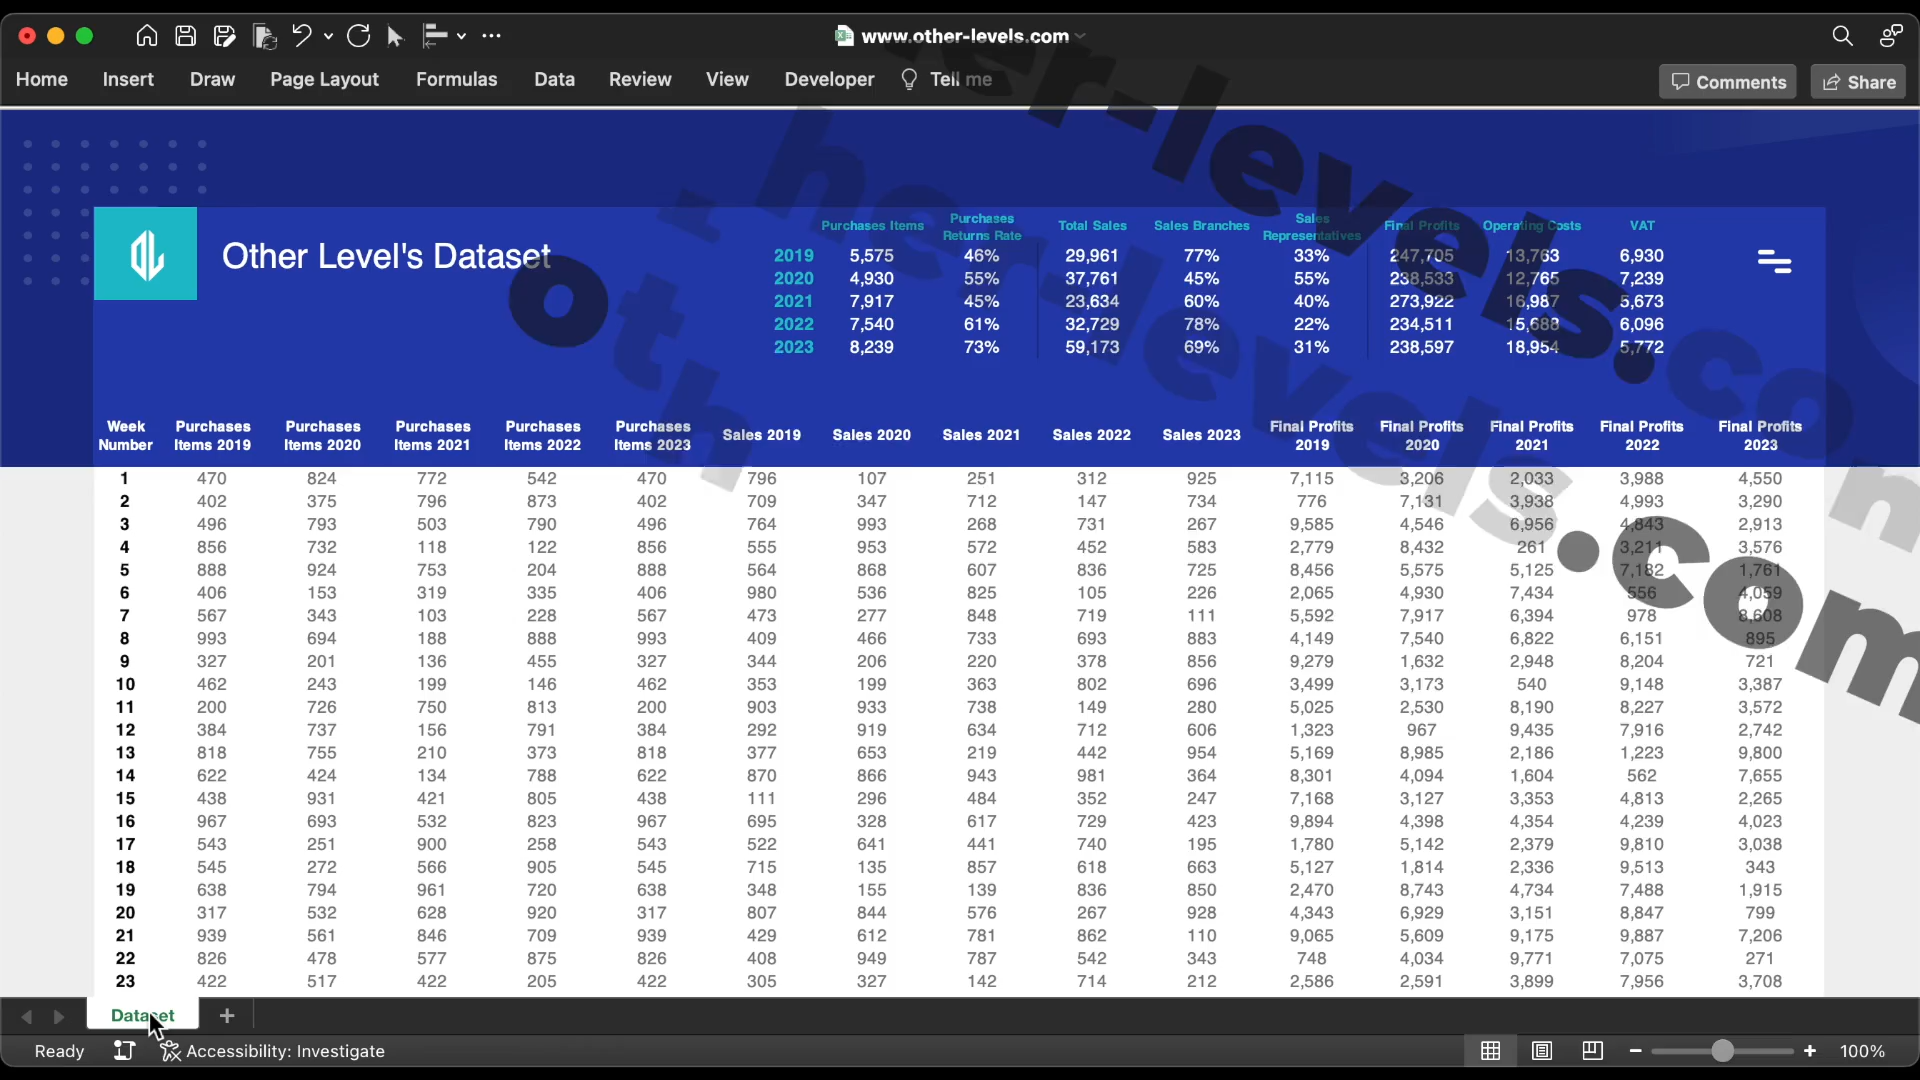 www.other-levels.com
Home Insert Draw Page Layout Formulas Data Review View Developer Tell me Comments Share
Other Level's Dataset
Purchases Items Purchases Returns Rate Total Sales Sales Branches Sales Representatives Final Profits Operating Costs VAT
2019 5,575 46% 29,961 77% 33% 247,705 13,763 6,930
2020 4,930 55% 37,761 45% 55% 238,533 12,765 7,239
2021 7,917 45% 23,634 60% 40% 273,922 16,987 5,673
2022 7,540 61% 32,729 78% 22% 234,511 15,688 6,096
2023 8,239 73% 59,173 69% 31% 238,597 18,954 5,772
Week Number Purchases Items 2019 Purchases Items 2020 Purchases Items 2021 Purchases Items 2022 Purchases Items 2023 Sales 2019 Sales 2020 Sales 2021 Sales 2022 Sales 2023 Final Profits 2019 Final Profits 2020 Final Profits 2021 Final Profits 2022 Final Profits 2023
1 470 824 772 542 470 796 107 251 312 925 7,115 3,206 2,033 3,988 4,550
2 402 375 796 873 402 709 347 712 147 734 776 7,131 3,938 4,993 3,290
3 496 793 503 790 496 764 993 268 731 267 9,585 4,546 6,956 4,843 2,913
4 856 732 118 122 856 555 953 572 452 583 2,779 8,432 261 3,211 3,576
5 888 924 753 204 888 564 868 607 836 725 8,456 5,575 5,125 7,182 1,761
6 406 153 319 335 406 980 536 825 105 226 2,065 4,930 7,434 556 4,059
7 567 343 103 228 567 473 277 848 719 111 5,592 7,917 6,394 978 8,608
8 993 694 188 888 993 409 466 733 693 883 4,149 7,540 6,822 6,151 895
9 327 201 136 455 327 344 206 220 378 856 9,279 1,632 2,948 8,204 721
10 462 243 199 146 462 353 199 363 802 696 3,499 3,173 540 9,148 3,387
11 200 726 750 813 200 903 933 738 149 280 5,025 2,530 8,190 8,227 3,572
12 384 737 156 791 384 292 919 634 712 606 1,323 967 9,435 7,916 2,742
13 818 755 210 373 818 377 653 219 442 954 5,169 8,985 2,186 1,223 9,800
14 622 424 134 788 622 870 866 943 981 364 8,301 4,094 1,604 562 7,655
15 438 931 421 805 438 111 296 484 352 247 7,168 3,127 3,353 4,813 2,265
16 967 693 532 823 967 695 328 617 729 423 9,894 4,398 4,354 4,239 4,023
17 543 251 900 258 543 522 641 441 740 195 1,780 5,142 2,379 9,810 3,038
18 545 272 566 905 545 715 135 857 618 663 5,127 1,814 2,336 9,513 343
19 638 794 961 720 638 348 155 139 836 850 2,470 8,743 4,734 7,488 1,915
20 317 532 628 920 317 807 844 576 267 928 4,343 6,929 3,151 8,847 799
21 939 561 846 709 939 429 612 781 862 110 9,065 5,609 9,175 9,887 7,206
22 826 478 577 875 826 408 949 787 542 343 748 4,034 9,771 7,075 271
23 422 517 422 205 422 305 327 142 714 212 2,586 2,591 3,899 7,956 3,708
Dataset
Ready Accessibility: Investigate 100%